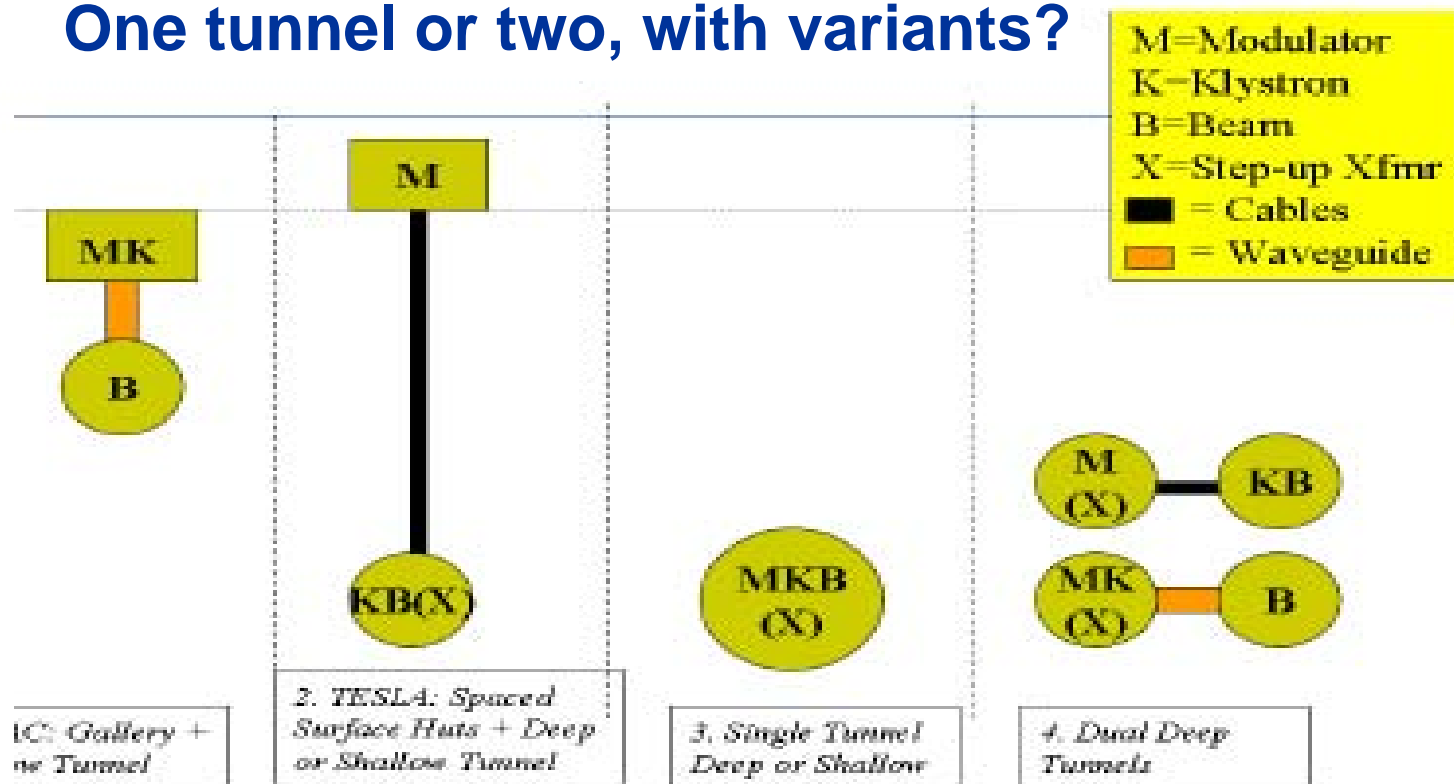 One tunnel or two, with variants?
M=Modulator
K=Klystron
B=Beam
X=Step-up Xfmr
= Cables
= Waveguide
M
MK
B
KB(X)
MKB
(X)
M
(X)
KB
MK
(X)
B
AC: Gallery +
ne Tunnel
2. TESLA: Spaced
Surface Huts + Deep
or Shallow Tunnel
3. Single Tunnel
Deep or Shallow
4. Dual Deep
Tunnels